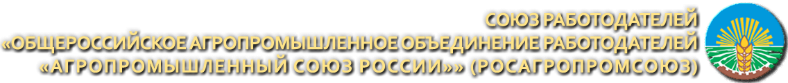 СОЮЗ РАБОТОДАТЕЛЕЙ
«ОБЩЕРОССИЙСКОЕ АГРОПРОМЫШЛЕННОЕ ОБЪЕДИНЕНИЕ РАБОТОДАТЕЛЕЙ
«АГРОПРОМЫШЛЕННЫЙ СОЮЗ РОССИИ»» (РОСАГРОПРОМСОЮЗ)